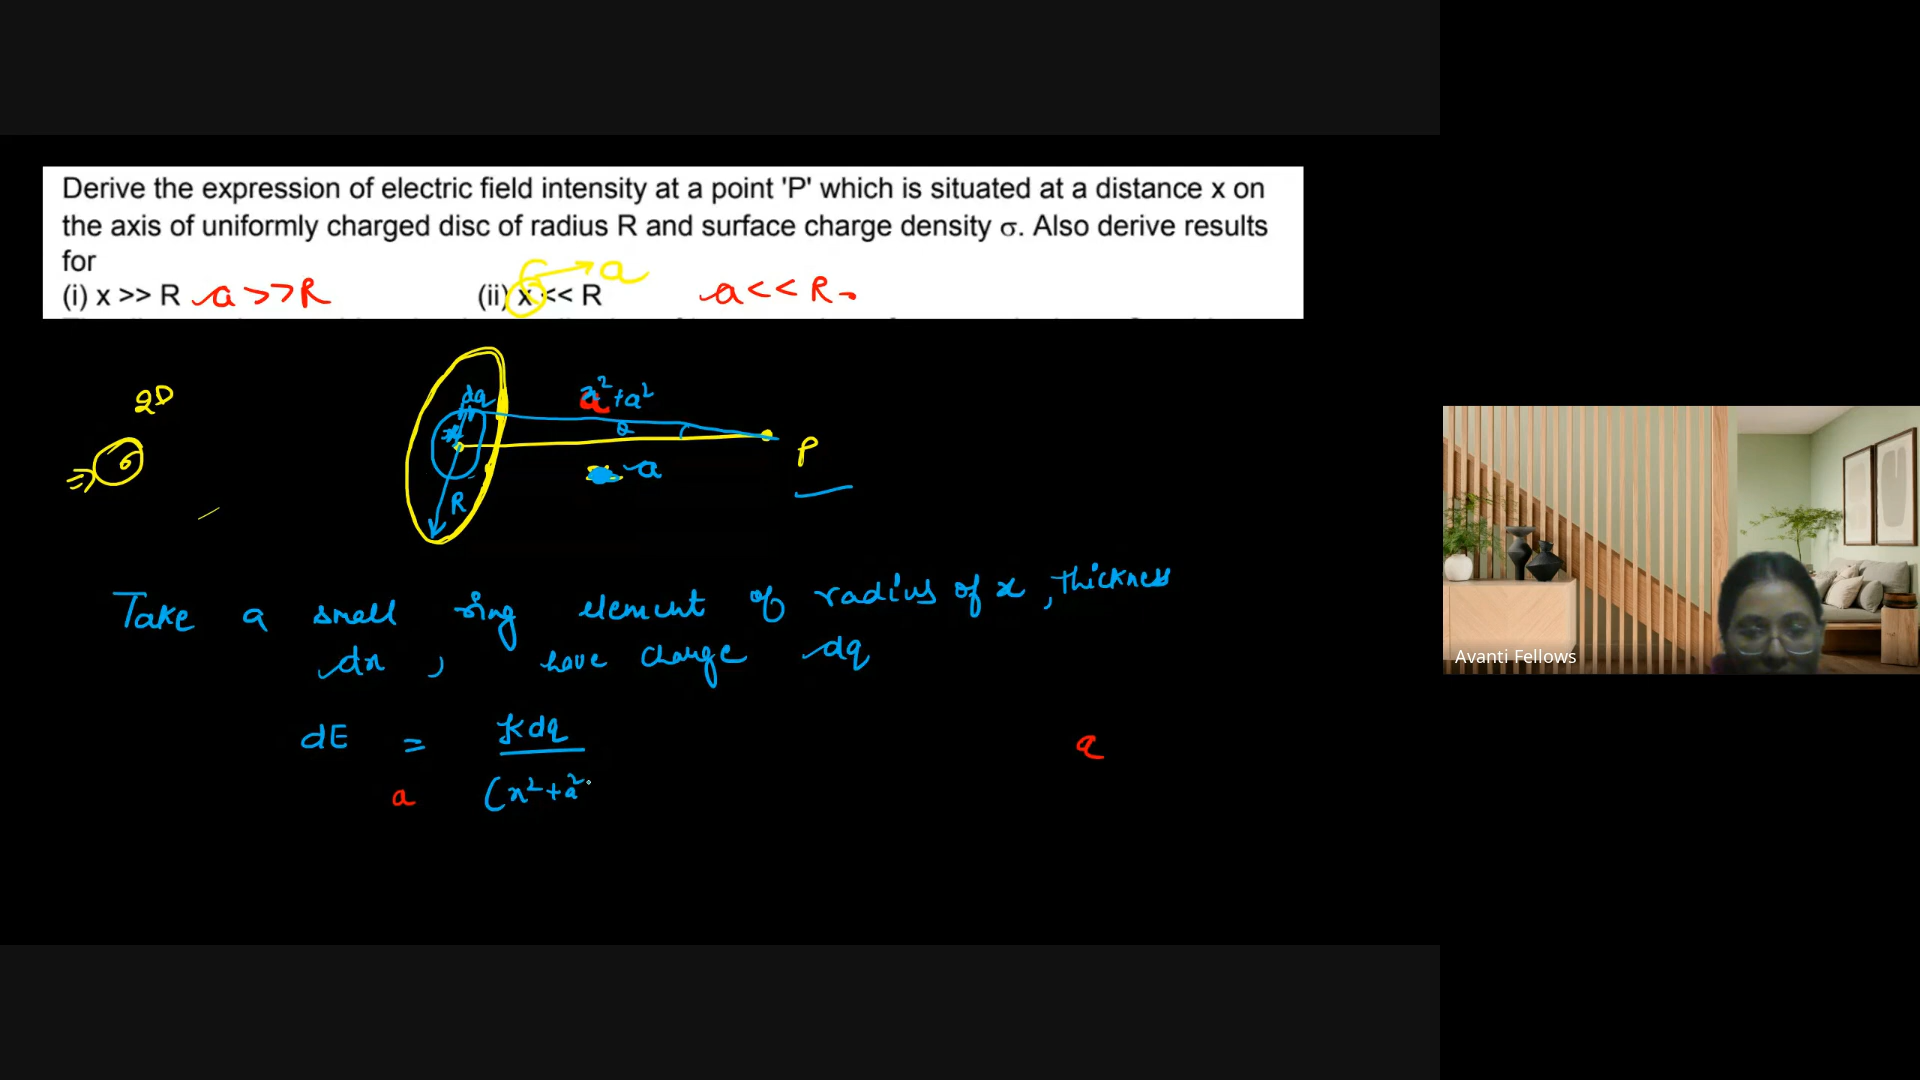 Derive the expression of electric field intensity at a point 'P' which is situated at a distance x on
the axis of uniformly charged disc of radius R and surface charge density σ. Also derive results
for
a
(i) x >> R a >> R (ii) x << R a << R
2D
σ
dq
x
R
x² + a²
θ
a
P
Take a small ring element of radius of x, thickness
dx, have charge dq
dE = kdq
(x² + a²
a
a
Avanti Fellows